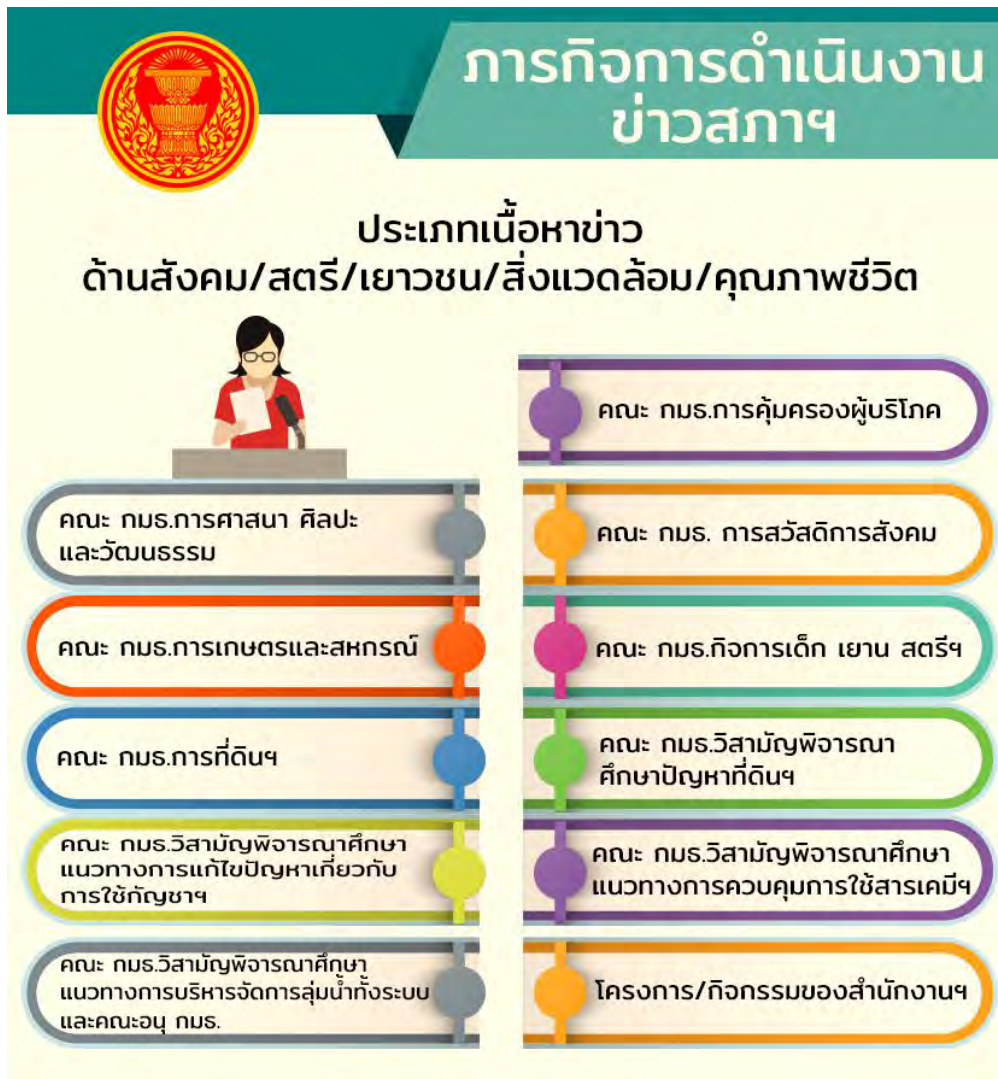 ภารกิจการดำเนินงาน
ข่าวสภาฯ
ประเภทเนื้อหาข่าว
ด้านสังคม/สตรี/เยาวชน/สิ่งแวดล้อม/คุณภาพชีวิต
คณะ กมธ.การคุ้มครองผู้บริโภค
คณะ กมธ.การศาสนา ศิลปะ
และวัฒนธรรม
คณะ กมธ. การสวัสดิการสังคม
คณะ กมธ.การเกษตรและสหกรณ์
คณะ กมธ.กิจการเด็ก เยาน สตรีฯ
คณะ กมธ.การที่ดินฯ
คณะ กมธ.วิสามัญพิจารณา
ศึกษาปัญหาที่ดินฯ
คณะ กมธ.วิสามัญพิจารณาศึกษา
แนวทางการแก้ไขปัญหาเกี่ยวกับ
การใช้กัญชาฯ
คณะ กมธ.วิสามัญพิจารณาศึกษา
แนวทางการควบคุมการใช้สารเคมีฯ
คณะ กมธ.วิสามัญพิจารณาศึกษา
แนวทางการบริหารจัดการลุ่มน้ำทั้งระบบ
และคณะอนุ กมธ.
โครงการ/กิจกรรมของสำนักงานฯ